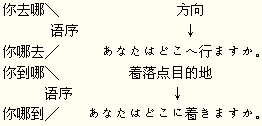 你去哪＼ 方向
语序 ↓
你哪去／ あなたはどこへ行ますか。
你到哪＼ 着落点目的地
语序 ↓
你哪到／ あなたはどこに着きますか。